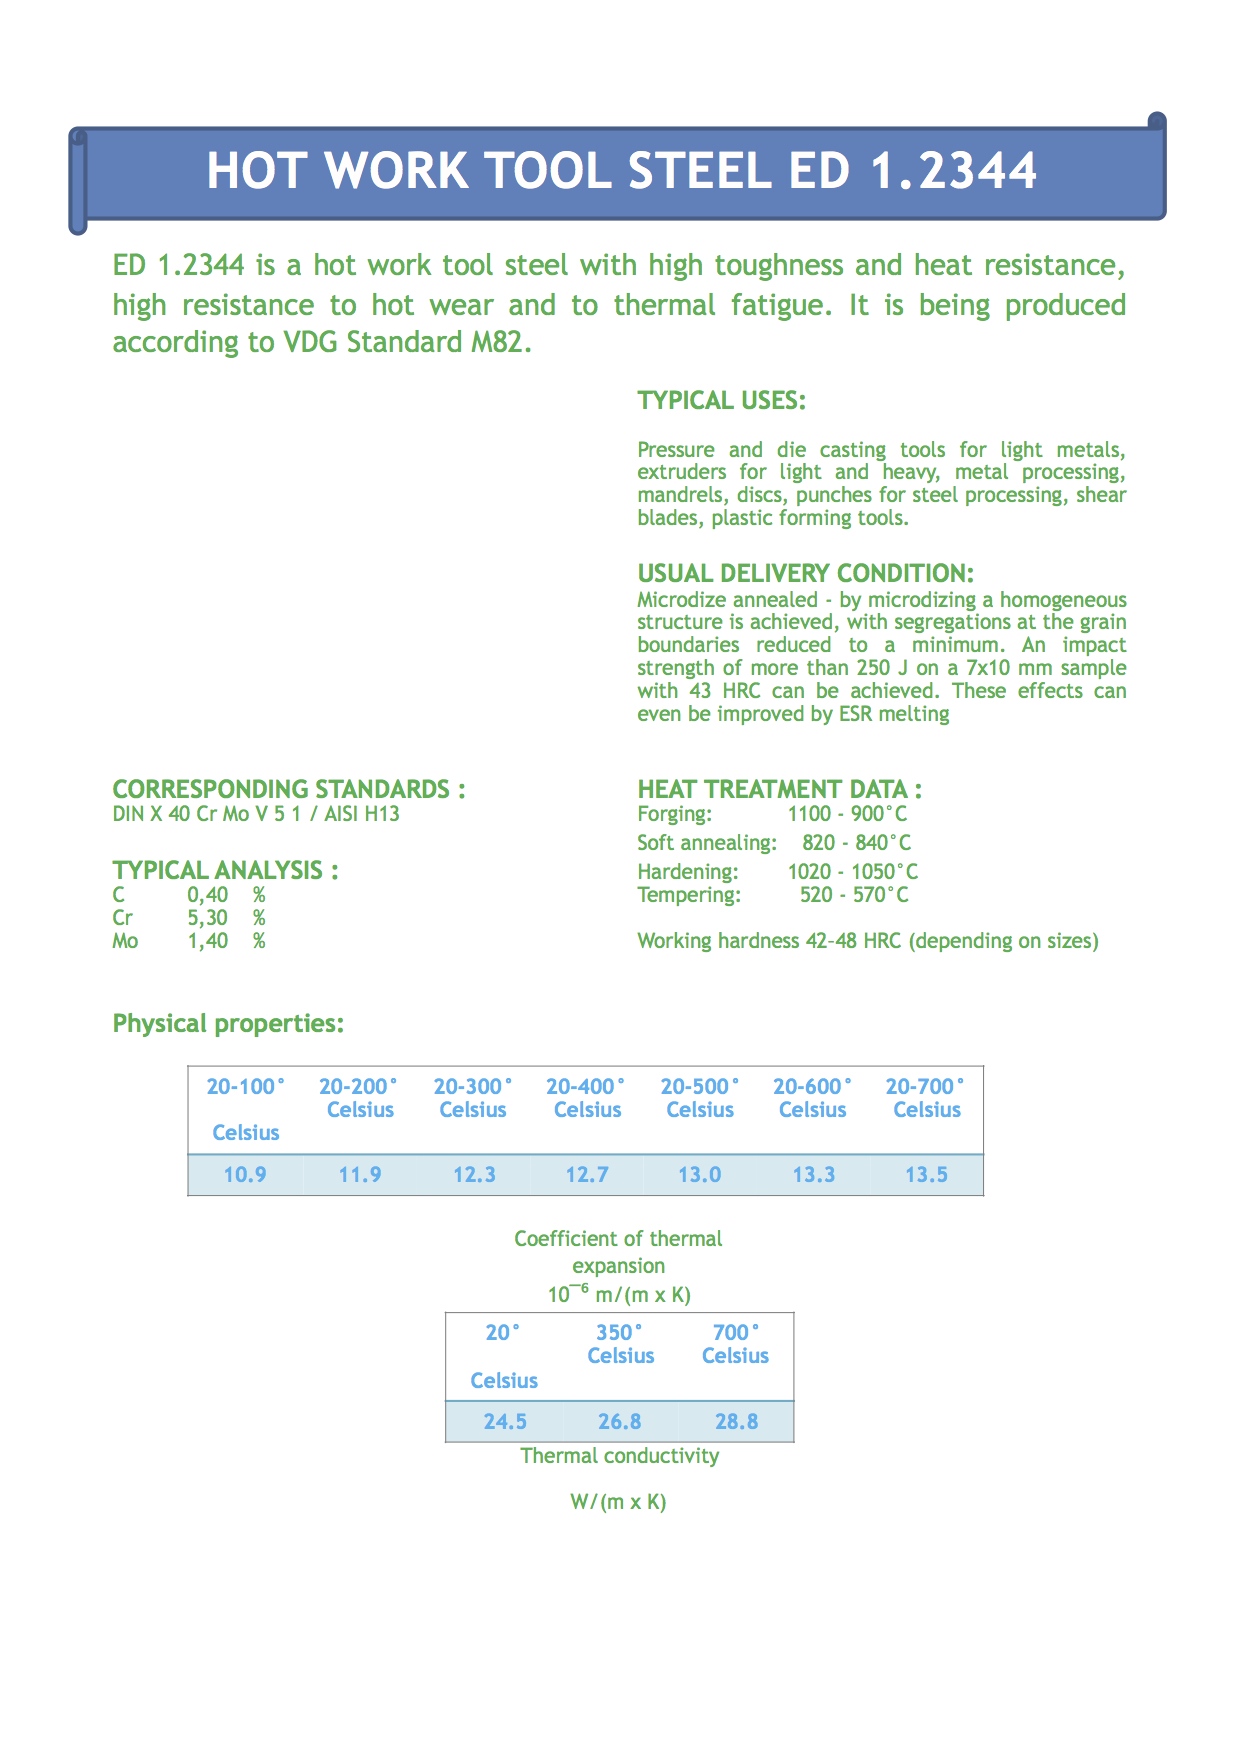 HOT WORK TOOL STEEL ED 1.2344
ED 1.2344 is a hot work tool steel with high toughness and heat resistance,
high resistance to hot wear and to thermal fatigue. It is being produced
according to VDG Standard M82.
TYPICAL USES:
Pressure and die casting tools for light metals,
extruders for light and heavy, metal processing,
mandrels, discs, punches for steel processing, shear
blades, plastic forming tools.
USUAL DELIVERY CONDITION:
Microdize annealed - by microdizing a homogeneous
structure is achieved, with segregations at the grain
boundaries reduced to a minimum. An impact
strength of more than 250 J on a 7x10 mm sample
with 43 HRC can be achieved. These effects can
even be improved by ESR melting
CORRESPONDING STANDARDS :
DIN X 40 Cr Mo V 5 1 / AISI H13
TYPICAL ANALYSIS :
C 0,40 %
Cr 5,30 %
Mo 1,40 %
HEAT TREATMENT DATA :
Forging: 1100 - 900°C
Soft annealing: 820 - 840°C
Hardening: 1020 - 1050°C
Tempering: 520 - 570°C
Working hardness 42–48 HRC (depending on sizes)
Physical properties:
20-100° 20-200° 20-300° 20-400° 20-500° 20-600° 20-700°
Celsius Celsius Celsius Celsius Celsius Celsius
Celsius
10.9 11.9 12.3 12.7 13.0 13.3 13.5
Coefficient of thermal
expansion
10⁻⁶ m/(m x K)
20° 350° 700°
Celsius Celsius
Celsius
24.5 26.8 28.8
Thermal conductivity
W/(m x K)